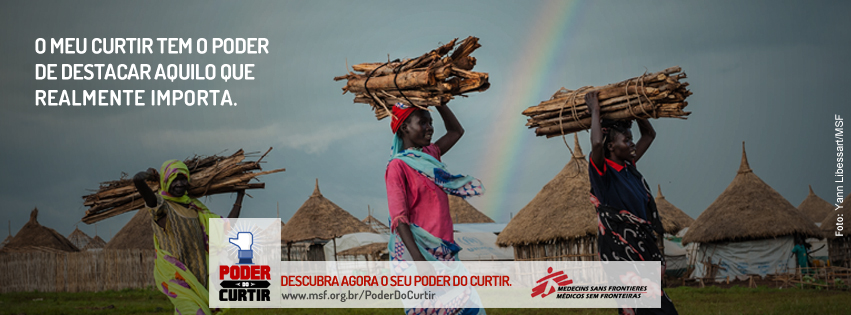 O MEU CURTIR TEM O PODER
DE DESTACAR AQUILO QUE
REALMENTE IMPORTA.
Foto: Yann Libessart/MSF
PODER
DO
CURTIR
DESCUBRA AGORA O SEU PODER DO CURTIR.
www.msf.org.br/PoderDoCurtir
MEDECINS SANS FRONTIERES
MÉDICOS SEM FRONTEIRAS